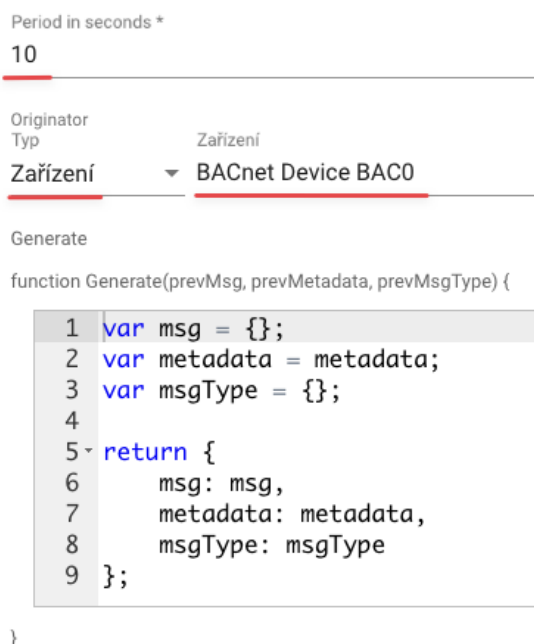 Period in seconds *
10
Originator
Typ
Zařízení
Zařízení
BACnet Device BAC0
Generate
function Generate(prevMsg, prevMetadata, prevMsgType) {
1 var msg = {};
2 var metadata = metadata;
3 var msgType = {};
4
5 return {
6     msg: msg,
7     metadata: metadata,
8     msgType: msgType
9 };
}